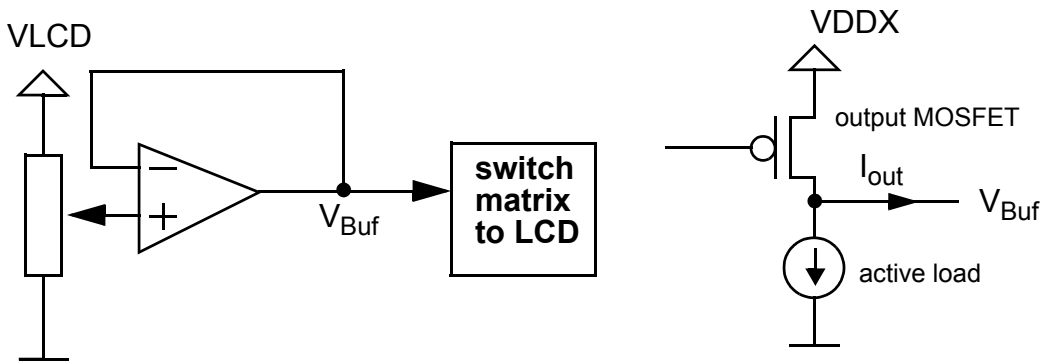 VLCD
−
+
V_Buf
switch
matrix
to LCD
VDDX
output MOSFET
I_out
V_Buf
active load